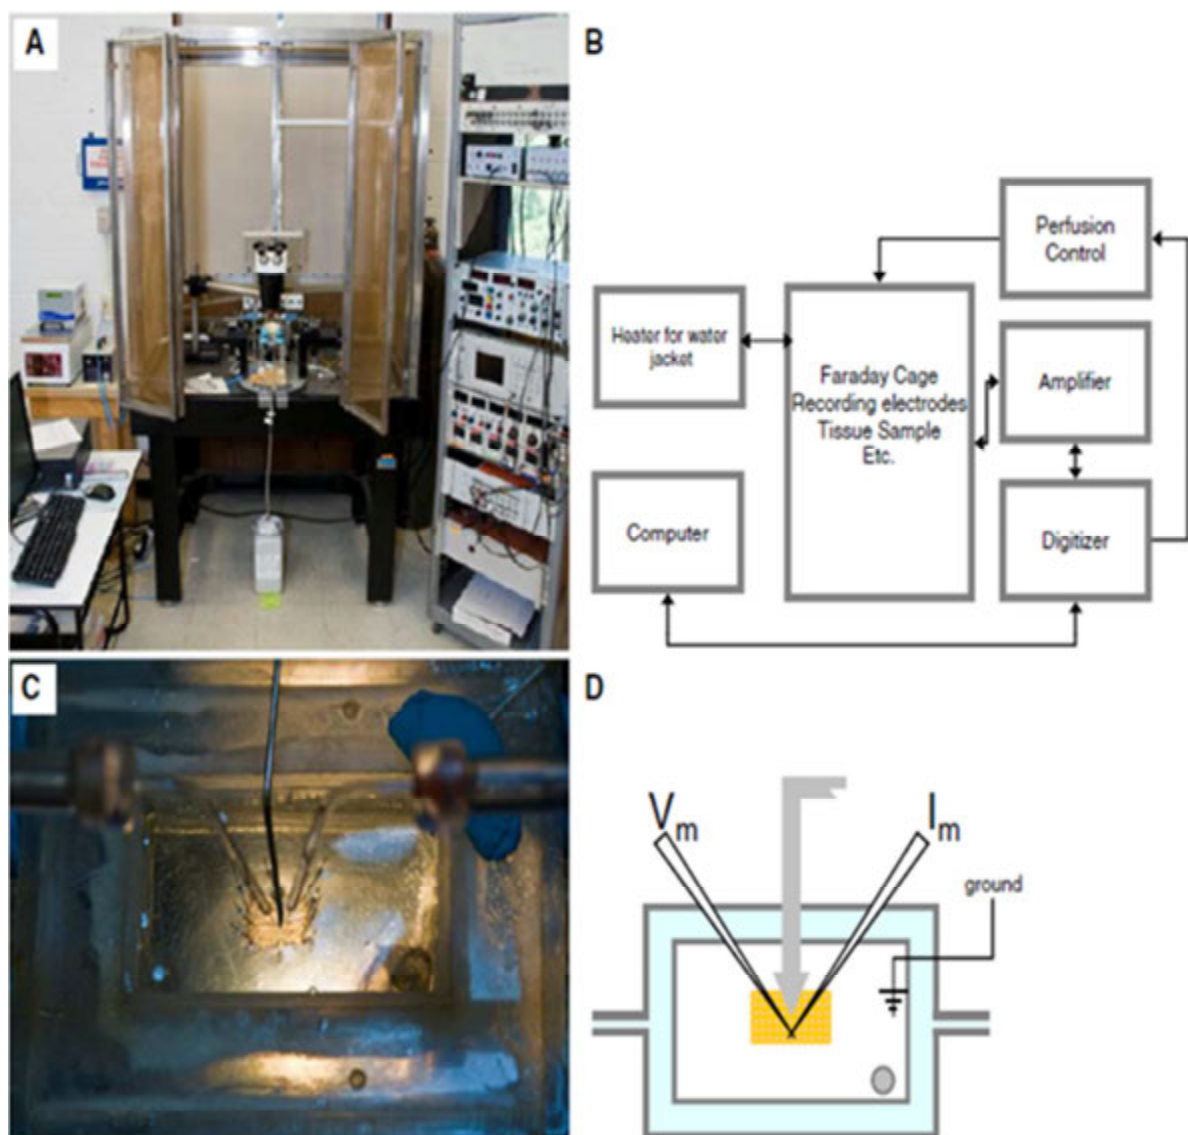 A
B
Perfusion
Control
Heater for water
jacket
Faraday Cage
Recording electrodes
Tissue Sample
Etc.
Amplifier
Computer
Digitizer
C
D
Vm
Im
ground